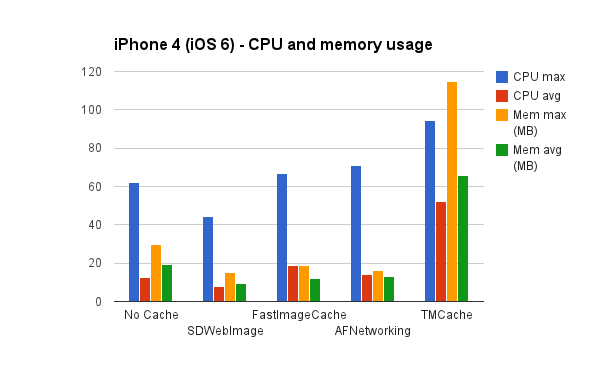 iPhone 4 (iOS 6) - CPU and memory usage
120
100
80
60
40
20
0
No Cache
SDWebImage
FastImageCache
AFNetworking
TMCache
CPU max
CPU avg
Mem max
(MB)
Mem avg
(MB)